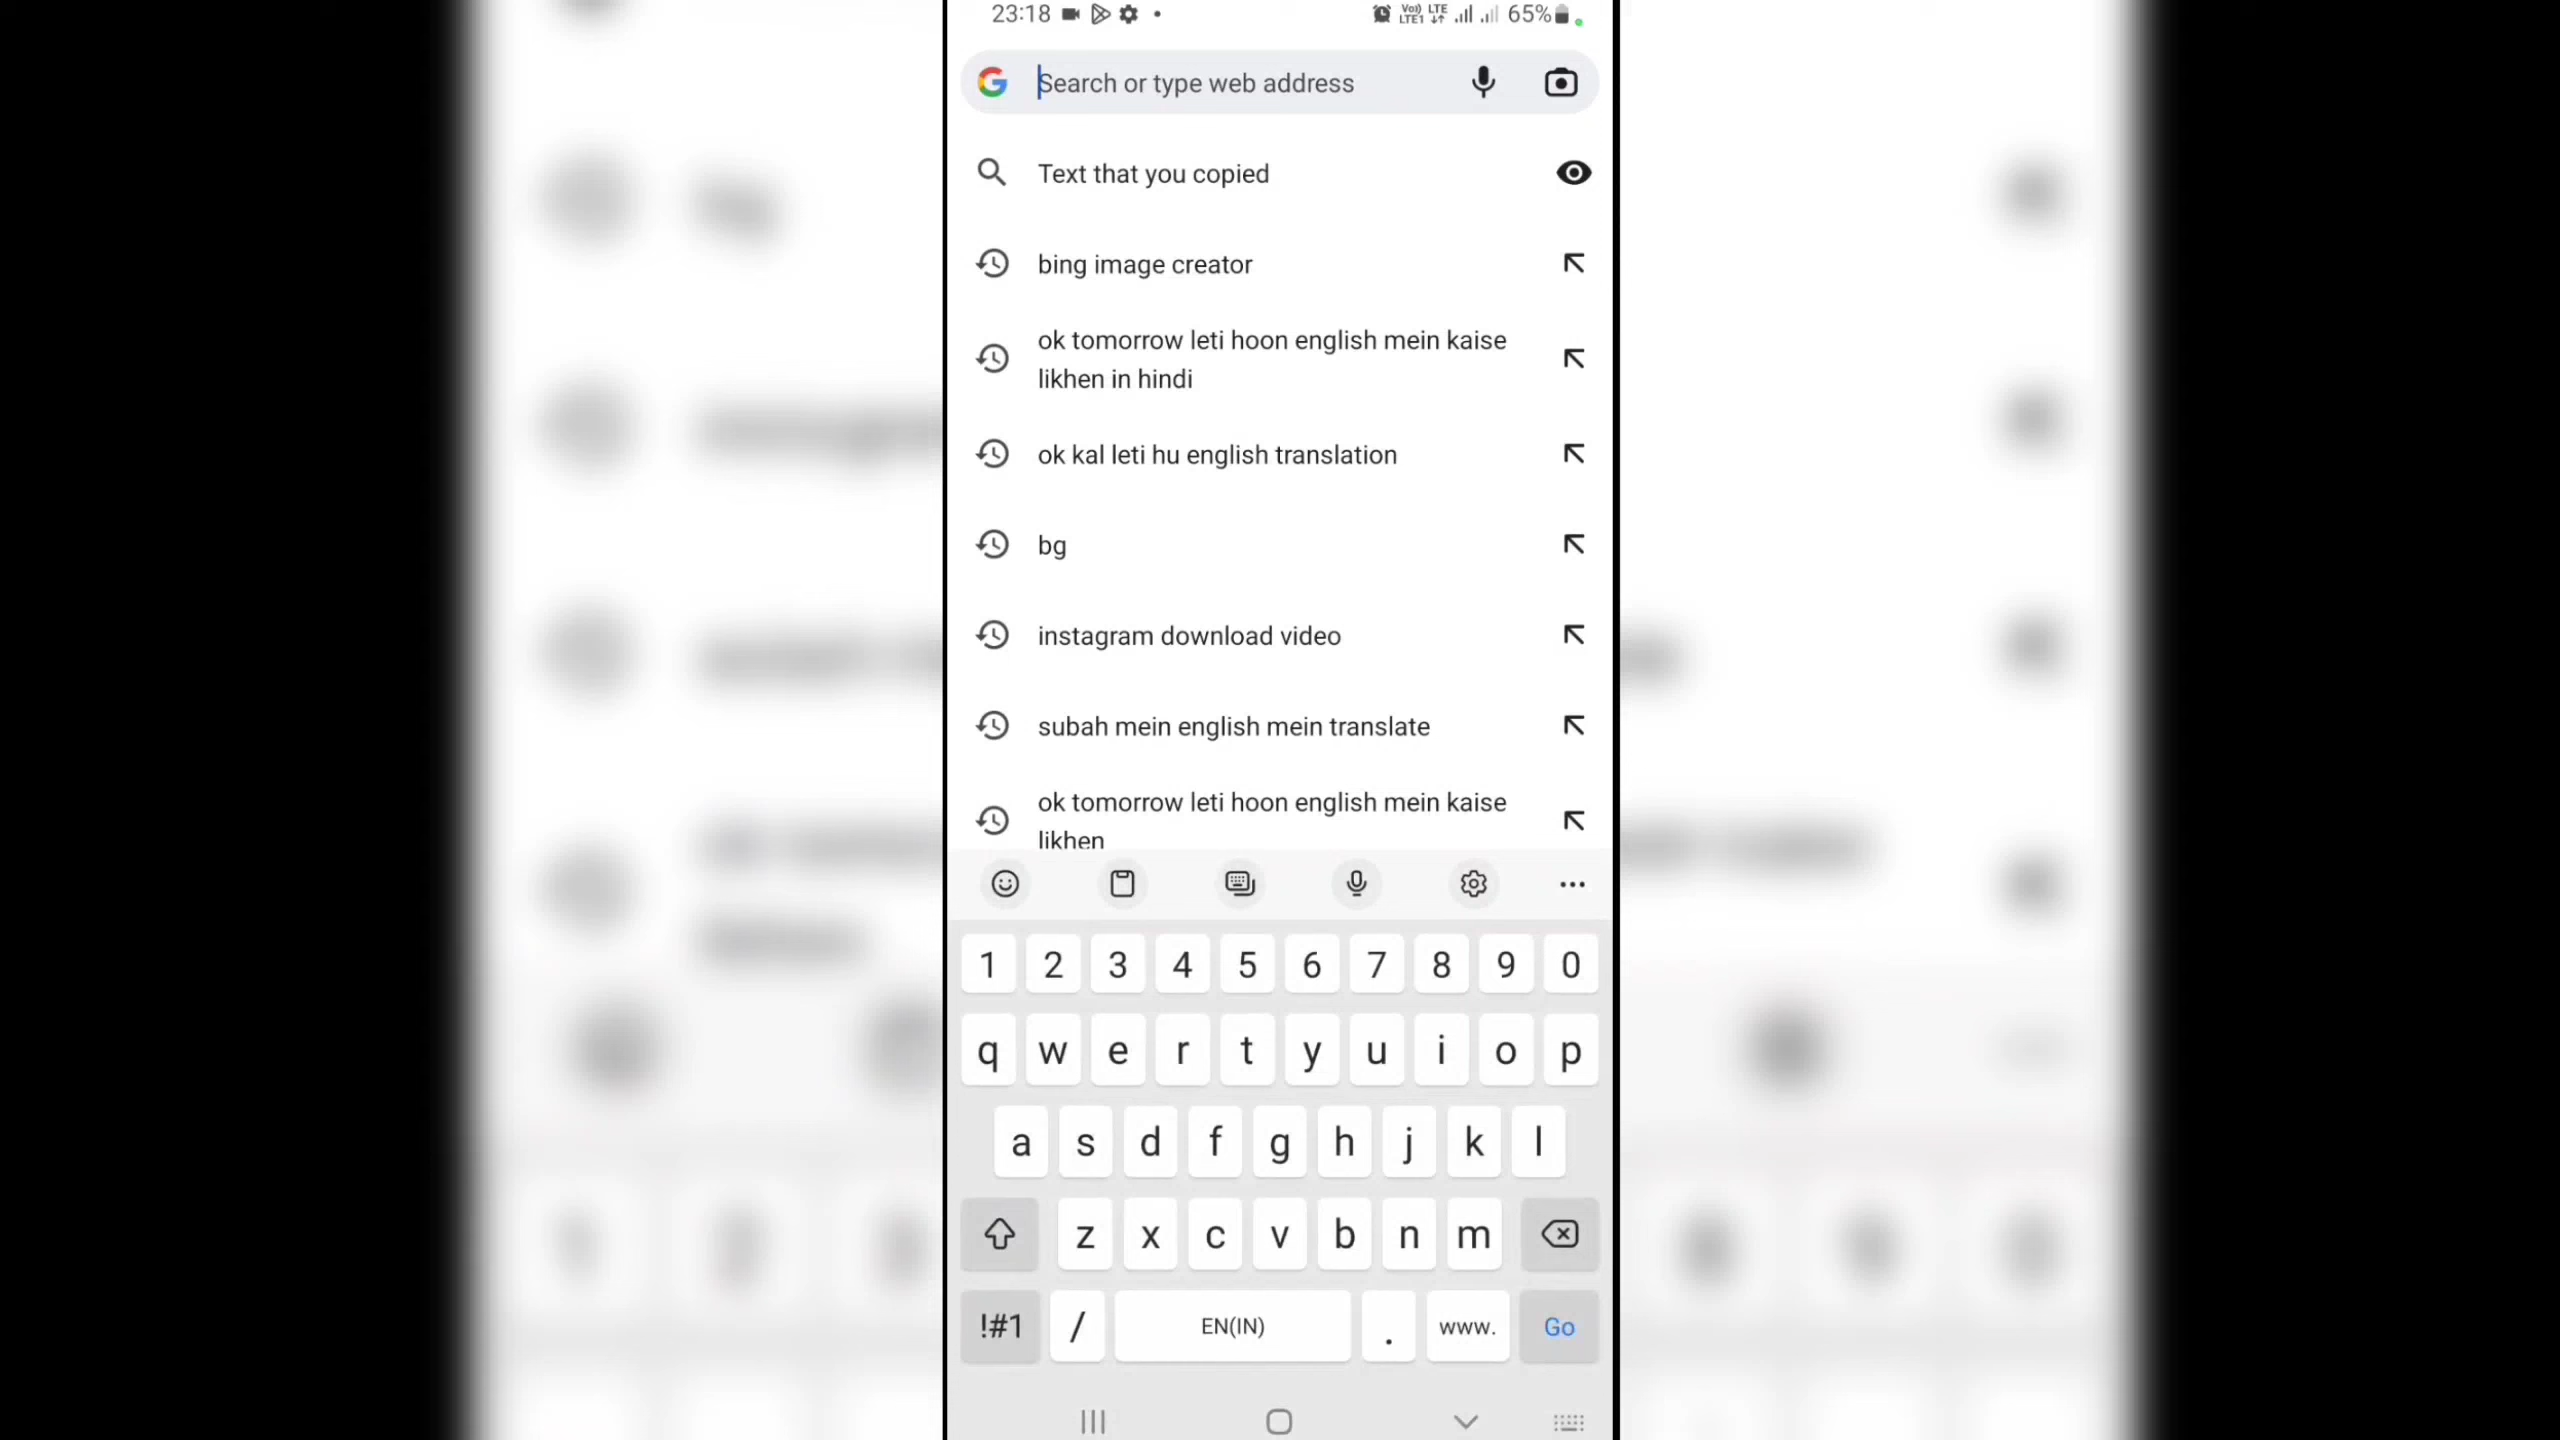 23:18
Vo)) LTE
LTE1
65%
Search or type web address
Text that you copied
bing image creator
ok tomorrow leti hoon english mein kaise
likhen in hindi
ok kal leti hu english translation
bg
instagram download video
subah mein english mein translate
ok tomorrow leti hoon english mein kaise
likhen
1 2 3 4 5 6 7 8 9 0
q w e r t y u i o p
a s d f g h j k l
z x c v b n m
!#1 / EN(IN) . www. Go